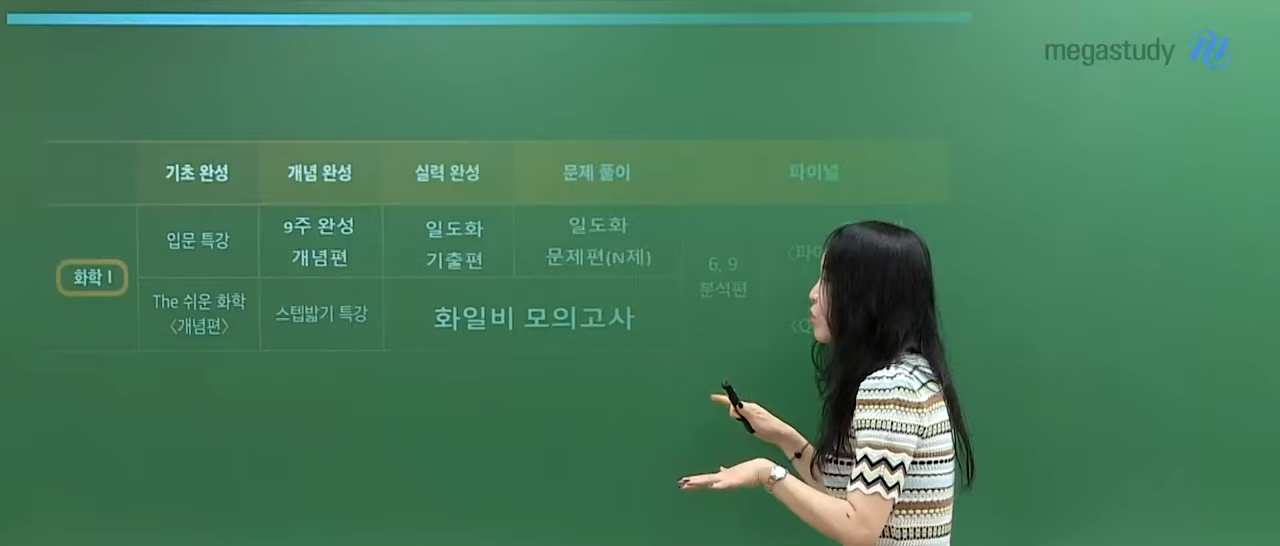 megastudy
기초 완성
개념 완성
실력 완성
문제 풀이
파이널
화학 I
입문 특강
9주 완성
개념편
일도화
기출편
일도화
문제편(N제)
6, 9
분석편
〈파이
The 쉬운 화학
〈개념편〉
스텝밟기 특강
화일비 모의고사
〈Q